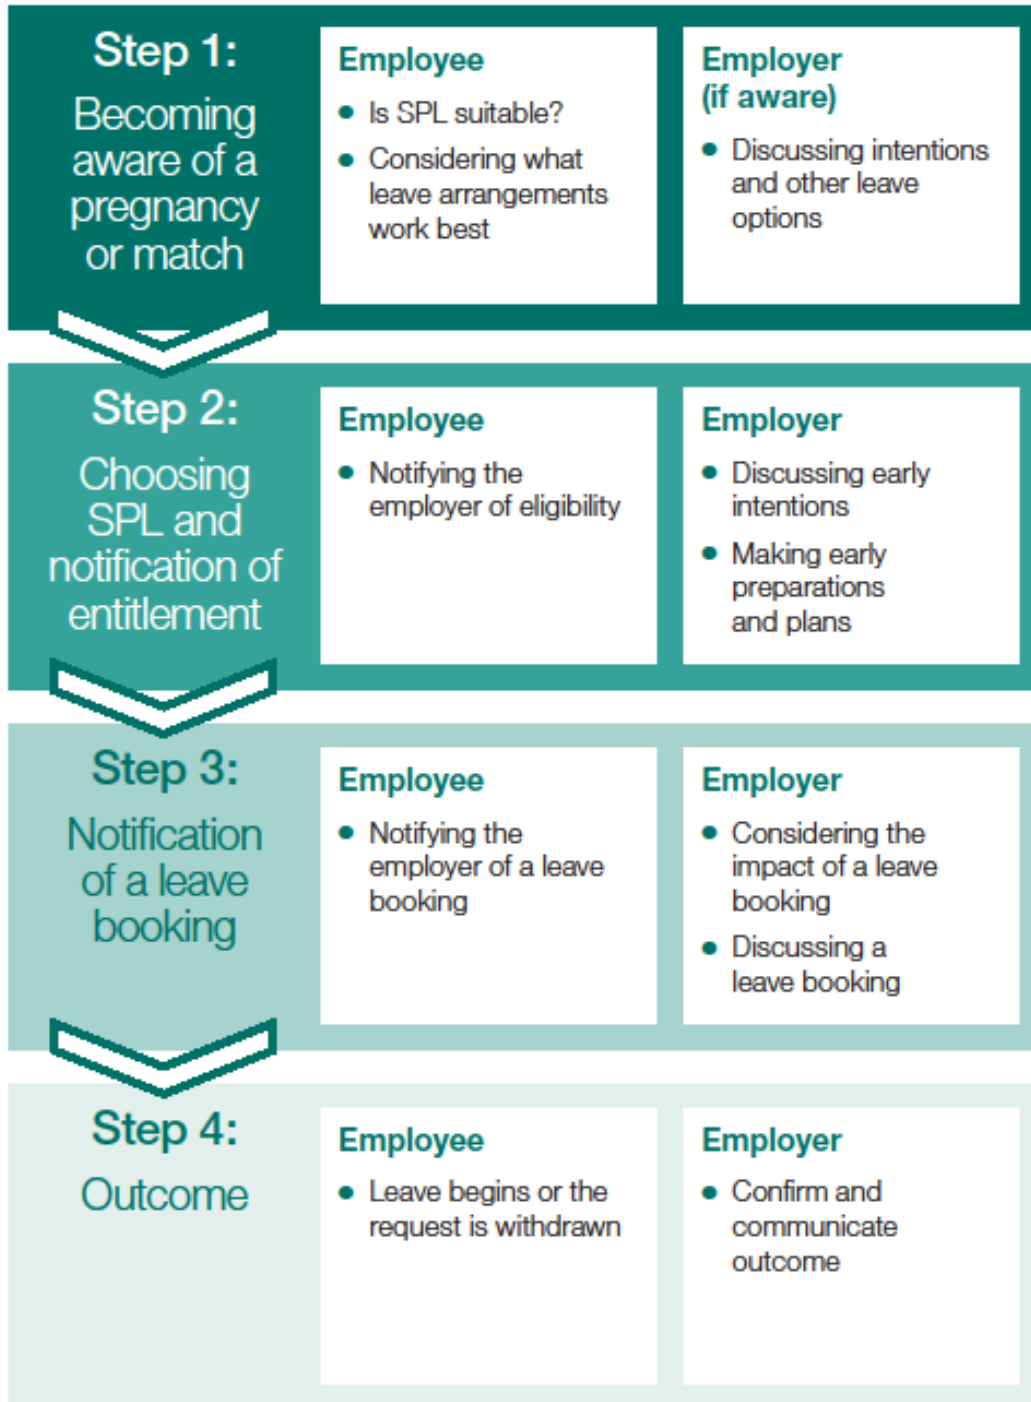 Step 1:
Becoming
aware of a
pregnancy
or match
Employee
• Is SPL suitable?
• Considering what
leave arrangements
work best
Employer
(if aware)
• Discussing intentions
and other leave
options
Step 2:
Choosing
SPL and
notification of
entitlement
Employee
• Notifying the
employer of eligibility
Employer
• Discussing early
intentions
• Making early
preparations
and plans
Step 3:
Notification
of a leave
booking
Employee
• Notifying the
employer of a leave
booking
Employer
• Considering the
impact of a leave
booking
• Discussing a
leave booking
Step 4:
Outcome
Employee
• Leave begins or the
request is withdrawn
Employer
• Confirm and
communicate
outcome